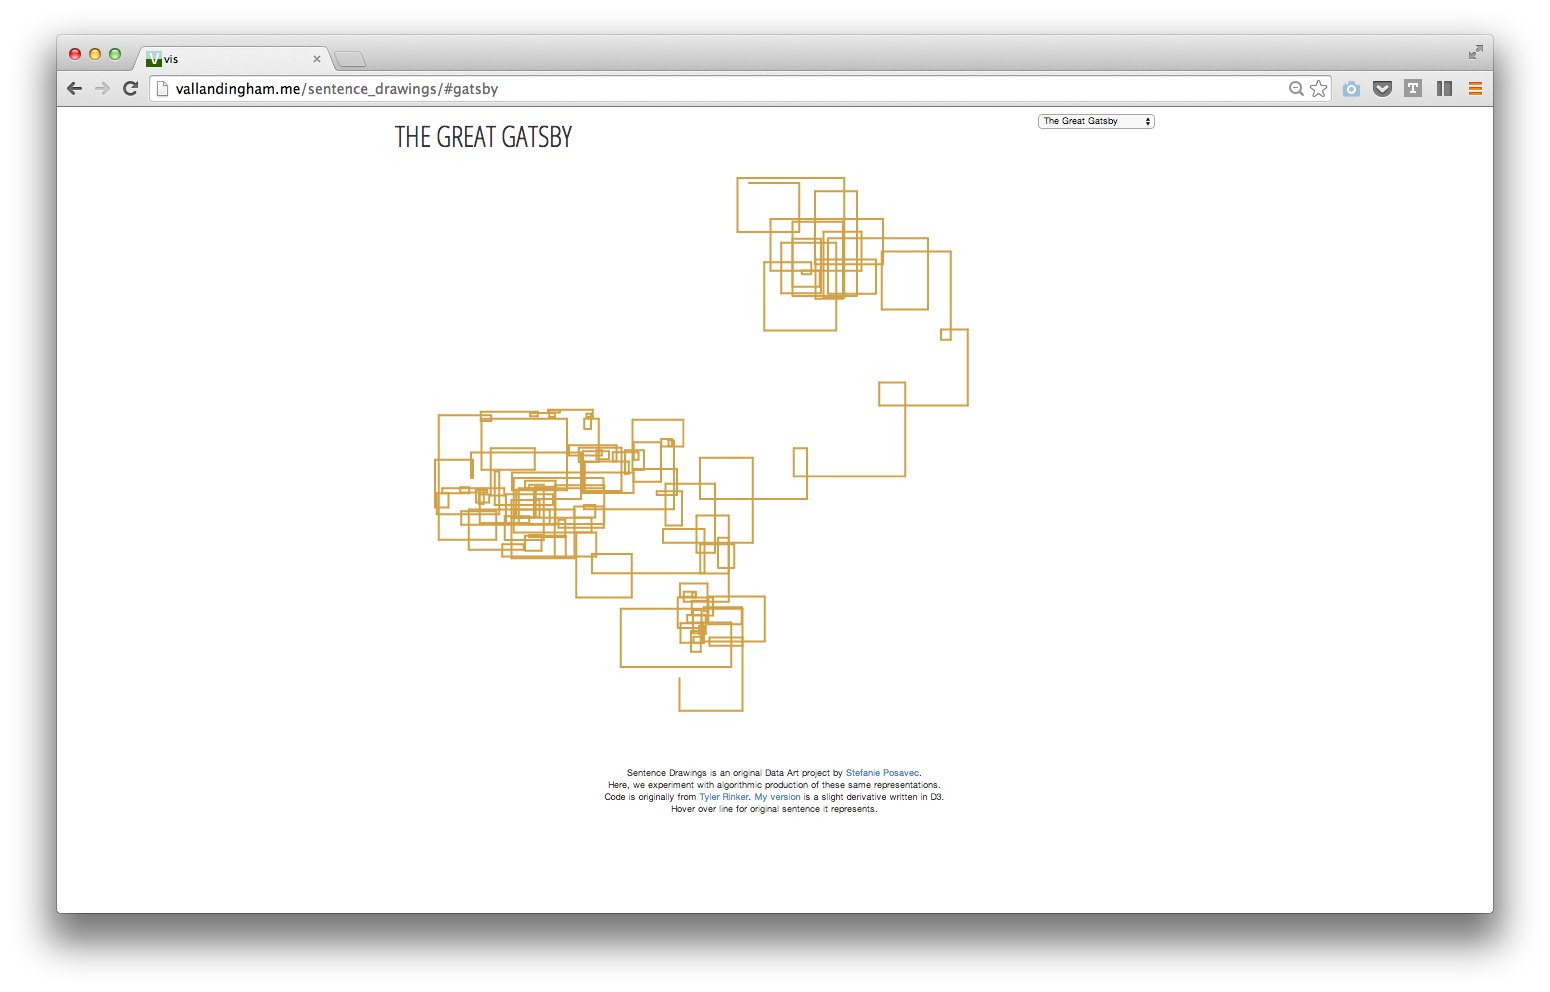 vis
vallandingham.me/sentence_drawings/#gatsby
THE GREAT GATSBY
The Great Gatsby
Sentence Drawings is an original Data Art project by Stefanie Posavec.
Here, we experiment with algorithmic production of these same representations.
Code is originally from Tyler Rinker. My version is a slight derivative written in D3.
Hover over line for original sentence it represents.